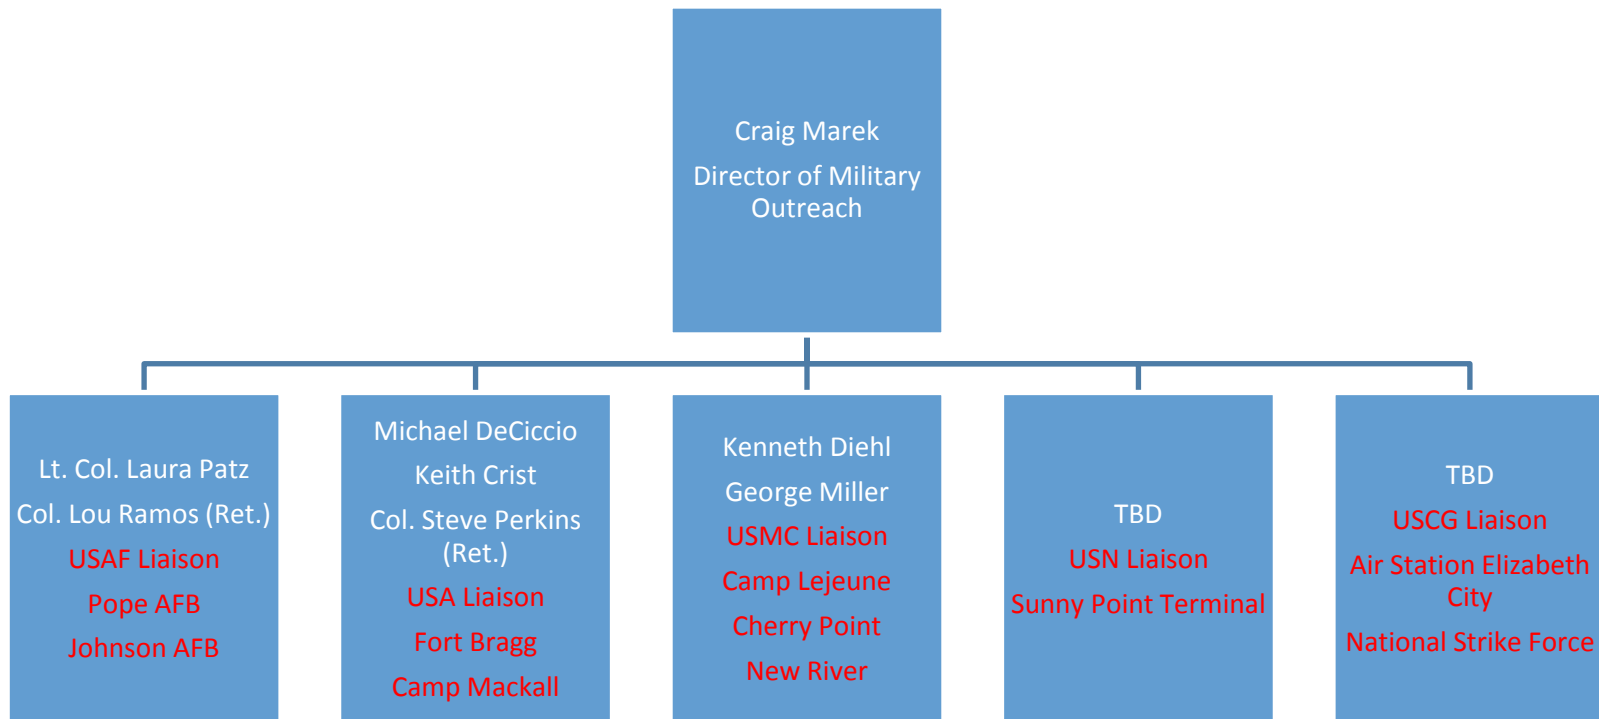 Craig Marek
Director of Military
Outreach
Lt. Col. Laura Patz
Col. Lou Ramos (Ret.)
USAF Liaison
Pope AFB
Johnson AFB
Michael DeCiccio
Keith Crist
Col. Steve Perkins
(Ret.)
USA Liaison
Fort Bragg
Camp Mackall
Kenneth Diehl
George Miller
USMC Liaison
Camp Lejeune
Cherry Point
New River
TBD
USN Liaison
Sunny Point Terminal
TBD
USCG Liaison
Air Station Elizabeth
City
National Strike Force